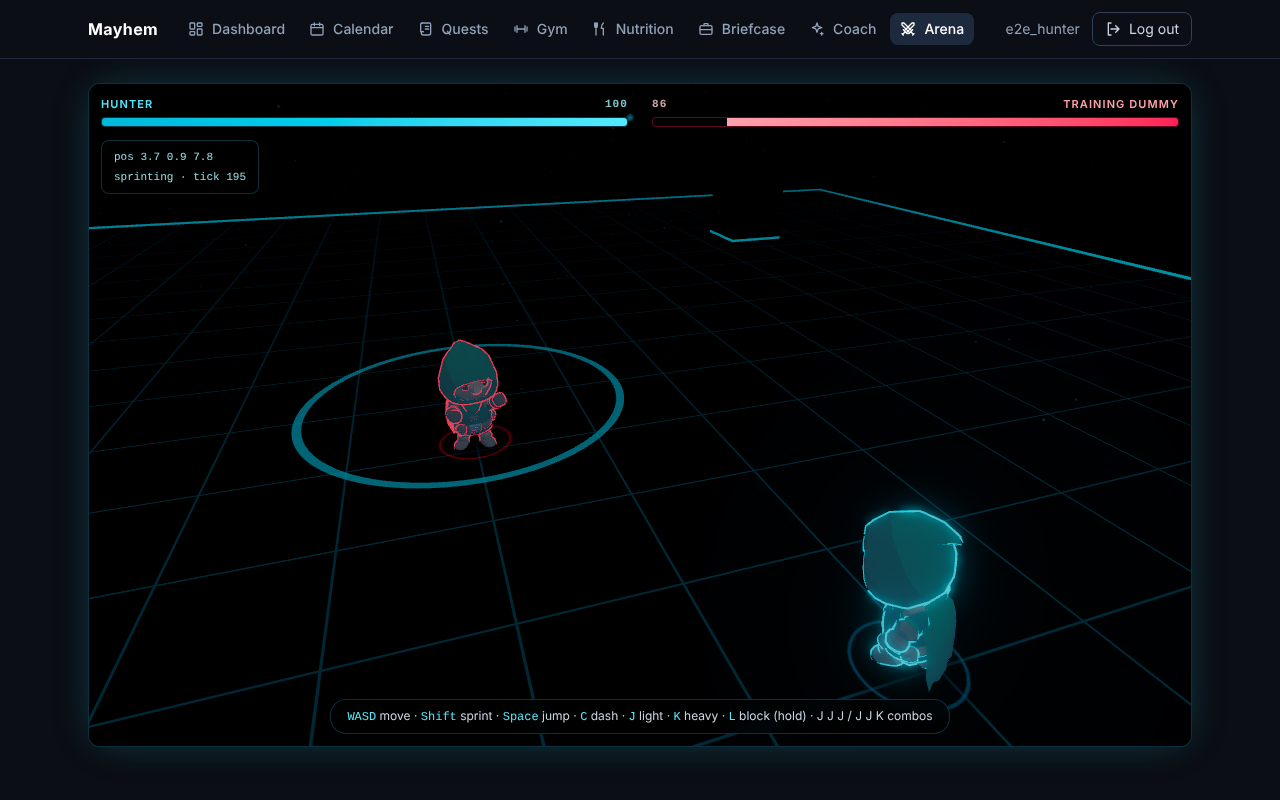 Mayhem Dashboard Calendar Quests Gym Nutrition Briefcase Coach Arena e2e_hunter Log out
HUNTER 100 86 TRAINING DUMMY
pos 3.7 0.9 7.8
sprinting · tick 195
WASD move · Shift sprint · Space jump · C dash · J light · K heavy · L block (hold) · J J J / J J K combos